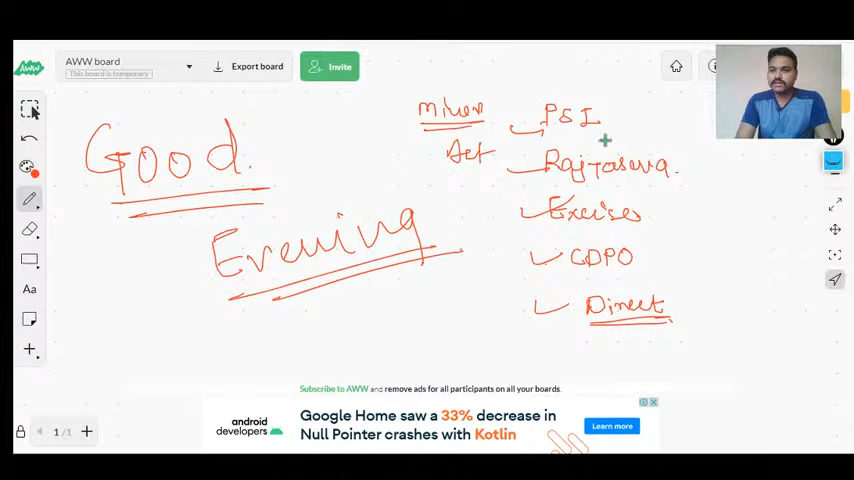 AWW board
This board is temporary
Export board
Invite
Good
Evening
Minor
Act
PSI
Rajyaseva
Excise
CDPO
Direct
Aa
Subscribe to AWW and remove ads for all participants on all your boards.
android
developers
Google Home saw a 33% decrease in
Null Pointer crashes with Kotlin
Learn more
1 /1